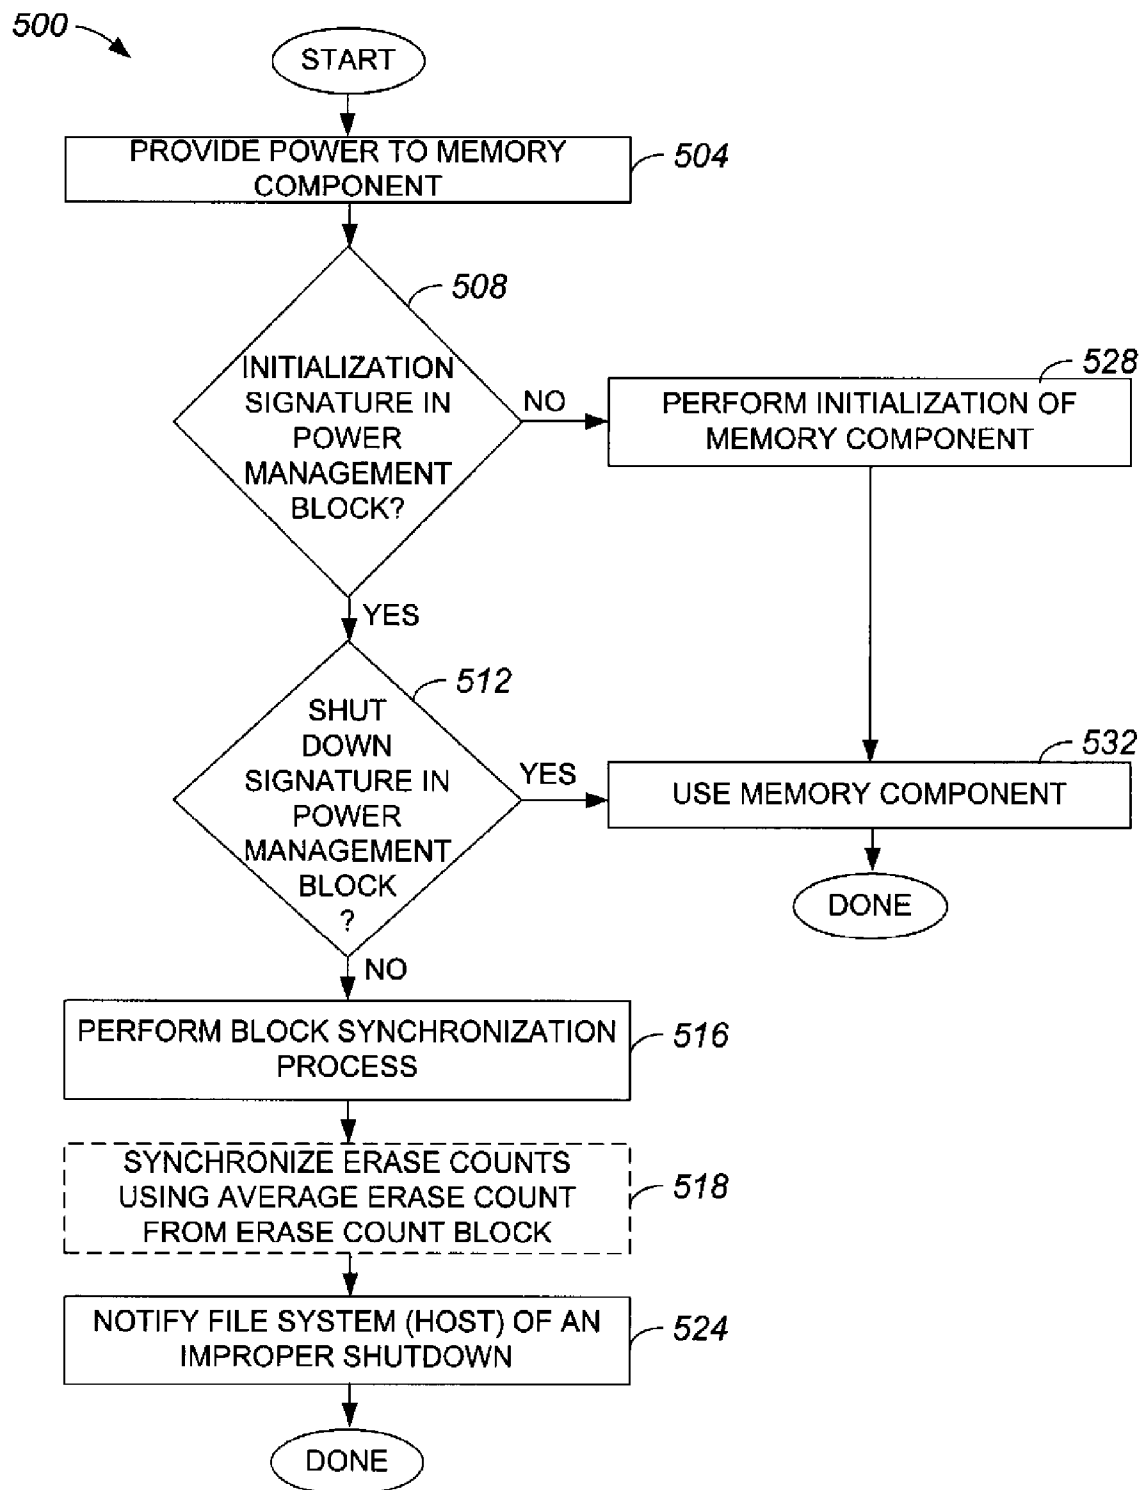 500
START
PROVIDE POWER TO MEMORY
COMPONENT
504
508
INITIALIZATION
SIGNATURE IN
POWER
MANAGEMENT
BLOCK?
NO
528
PERFORM INITIALIZATION OF
MEMORY COMPONENT
YES
512
SHUT
DOWN
SIGNATURE IN
POWER
MANAGEMENT
BLOCK
?
YES
532
USE MEMORY COMPONENT
DONE
NO
PERFORM BLOCK SYNCHRONIZATION
PROCESS
516
SYNCHRONIZE ERASE COUNTS
USING AVERAGE ERASE COUNT
FROM ERASE COUNT BLOCK
518
NOTIFY FILE SYSTEM (HOST) OF AN
IMPROPER SHUTDOWN
524
DONE